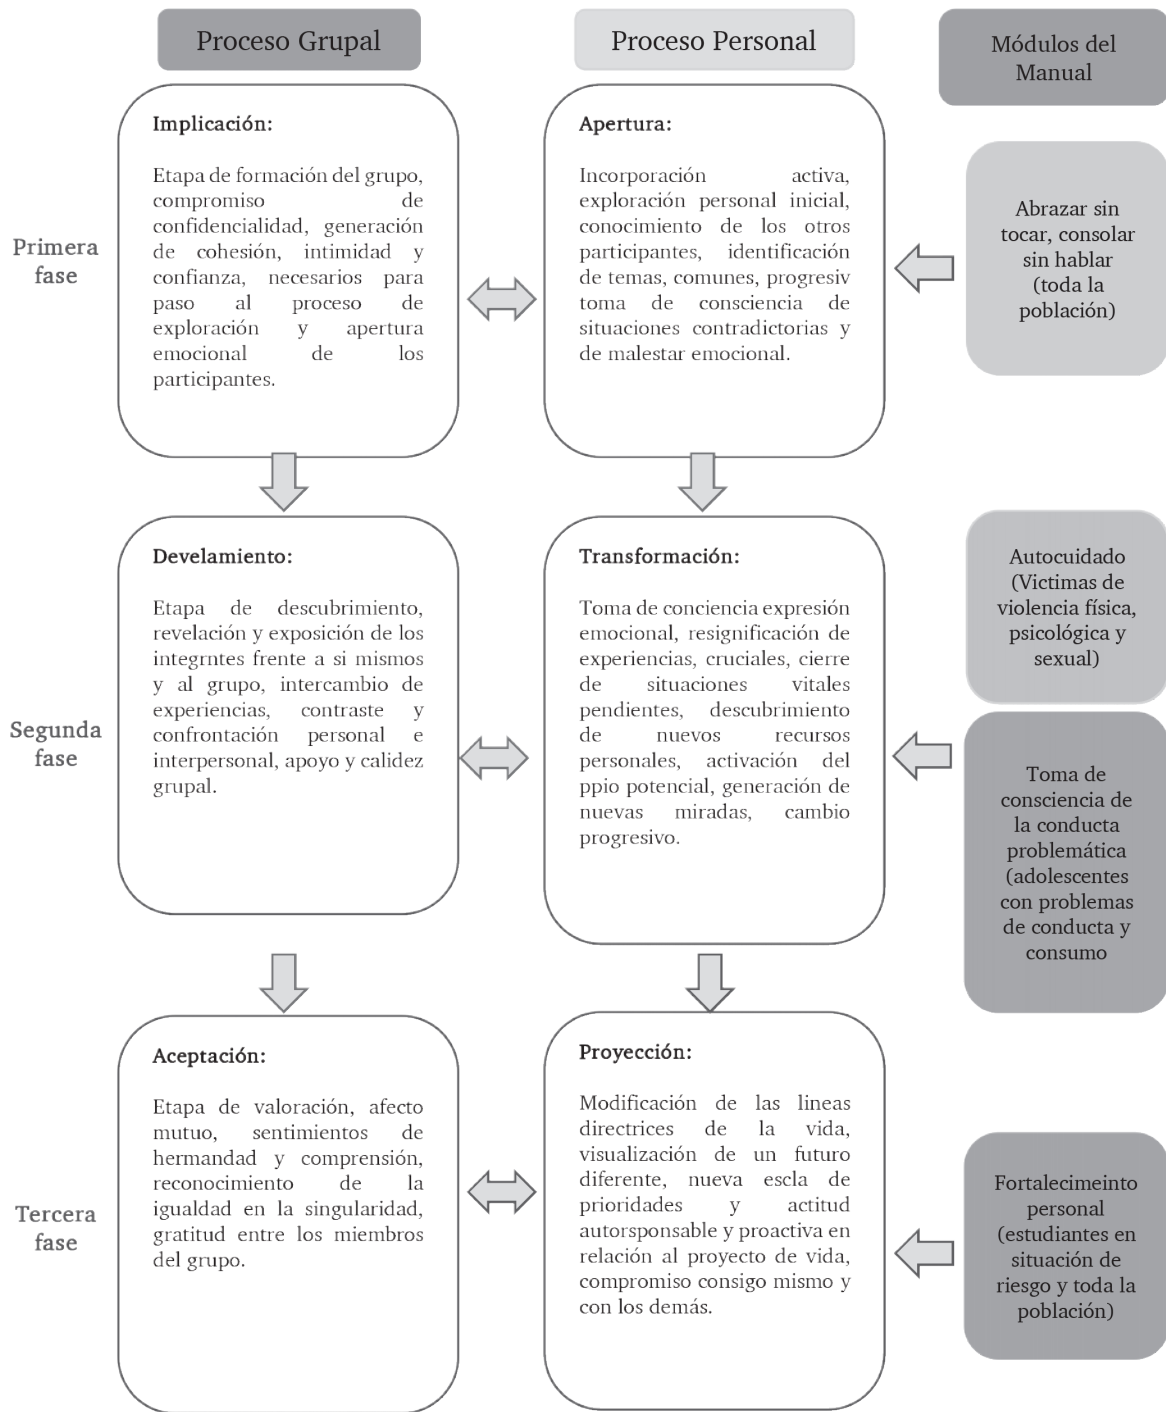 Proceso Grupal
Proceso Personal
Módulos del
Manual
Primera
fase
Implicación:
Etapa de formación del grupo,
compromiso de
confidencialidad, generación
de cohesión, intimidad y
confianza, necesarios para
paso al proceso de
exploración y apertura
emocional de los
participantes.
Apertura:
Incorporación activa,
exploración personal inicial,
conocimiento de los otros
participantes, identificación
de temas, comunes, progresiv
toma de consciencia de
situaciones contradictorias y
de malestar emocional.
Abrazar sin
tocar, consolar
sin hablar
(toda la
población)
Segunda
fase
Develamiento:
Etapa de descubrimiento,
revelación y exposición de los
integrntes frente a si mismos
y al grupo, intercambio de
experiencias, contraste y
confrontación personal e
interpersonal, apoyo y calidez
grupal.
Transformación:
Toma de conciencia expresión
emocional, resignificación de
experiencias, cruciales, cierre
de situaciones vitales
pendientes, descubrimiento
de nuevos recursos
personales, activación del
ppio potencial, generación de
nuevas miradas, cambio
progresivo.
Autocuidado
(Victimas de
violencia física,
psicológica y
sexual)
Toma de
consciencia de
la conducta
problemática
(adolescentes
con problemas
de conducta y
consumo
Tercera
fase
Aceptación:
Etapa de valoración, afecto
mutuo, sentimientos de
hermandad y comprensión,
reconocimiento de la
igualdad en la singularidad,
gratitud entre los miembros
del grupo.
Proyección:
Modificación de las lineas
directrices de la vida,
visualización de un futuro
diferente, nueva escla de
prioridades y actitud
autorsponsable y proactiva en
relación al proyecto de vida,
compromiso consigo mismo y
con los demás.
Fortalecimeinto
personal
(estudiantes en
situación de
riesgo y toda la
población)